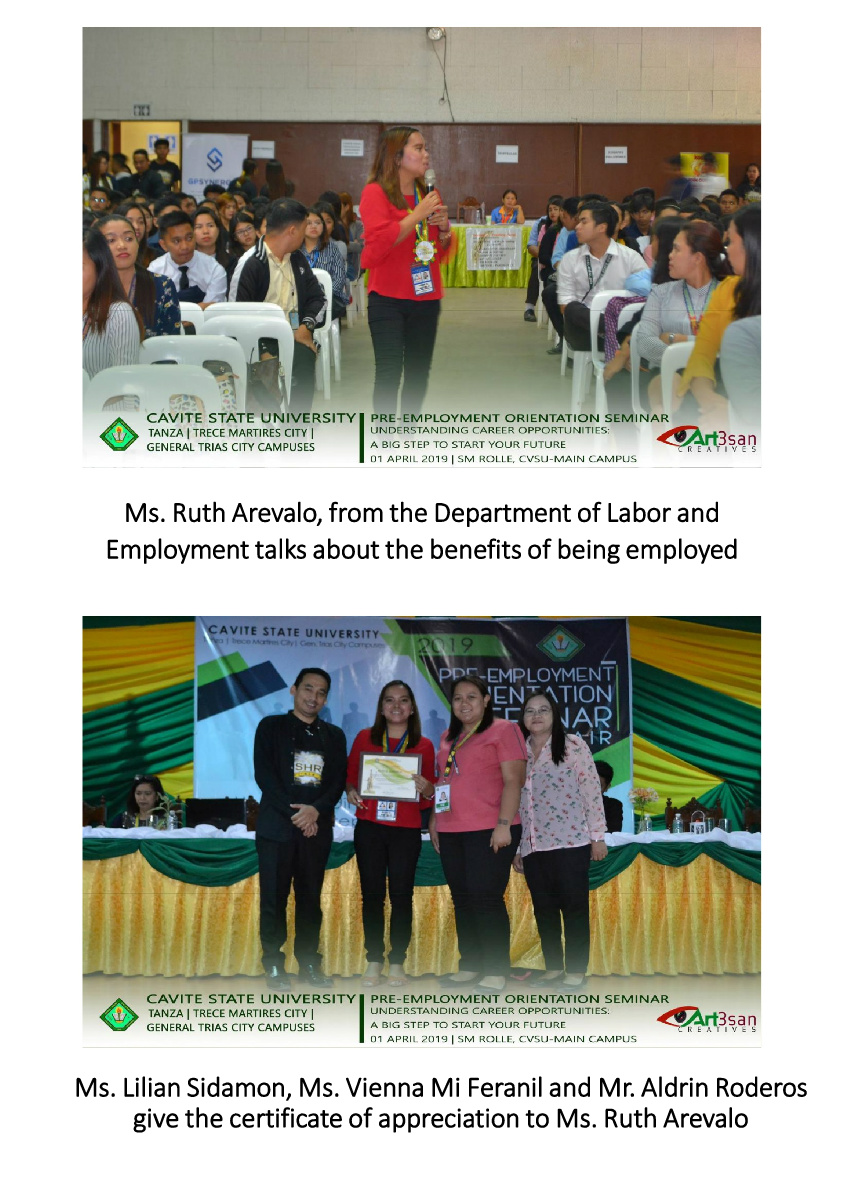 GPSYNERGY
CAVITE STATE UNIVERSITY
TANZA | TRECE MARTIRES CITY |
GENERAL TRIAS CITY CAMPUSES
PRE-EMPLOYMENT ORIENTATION SEMINAR
UNDERSTANDING CAREER OPPORTUNITIES:
A BIG STEP TO START YOUR FUTURE
01 APRIL 2019 | SM ROLLE, CVSU-MAIN CAMPUS
Art3san
CREATIVES
Ms. Ruth Arevalo, from the Department of Labor and
Employment talks about the benefits of being employed
CAVITE STATE UNIVERSITY
Trece Martires City | Gen. Trias City Campuses
2019
PRE-EMPLOYMENT
SHR
CAVITE STATE UNIVERSITY
TANZA | TRECE MARTIRES CITY |
GENERAL TRIAS CITY CAMPUSES
PRE-EMPLOYMENT ORIENTATION SEMINAR
UNDERSTANDING CAREER OPPORTUNITIES:
A BIG STEP TO START YOUR FUTURE
01 APRIL 2019 | SM ROLLE, CVSU-MAIN CAMPUS
Art3san
CREATIVES
Ms. Lilian Sidamon, Ms. Vienna Mi Feranil and Mr. Aldrin Roderos
give the certificate of appreciation to Ms. Ruth Arevalo